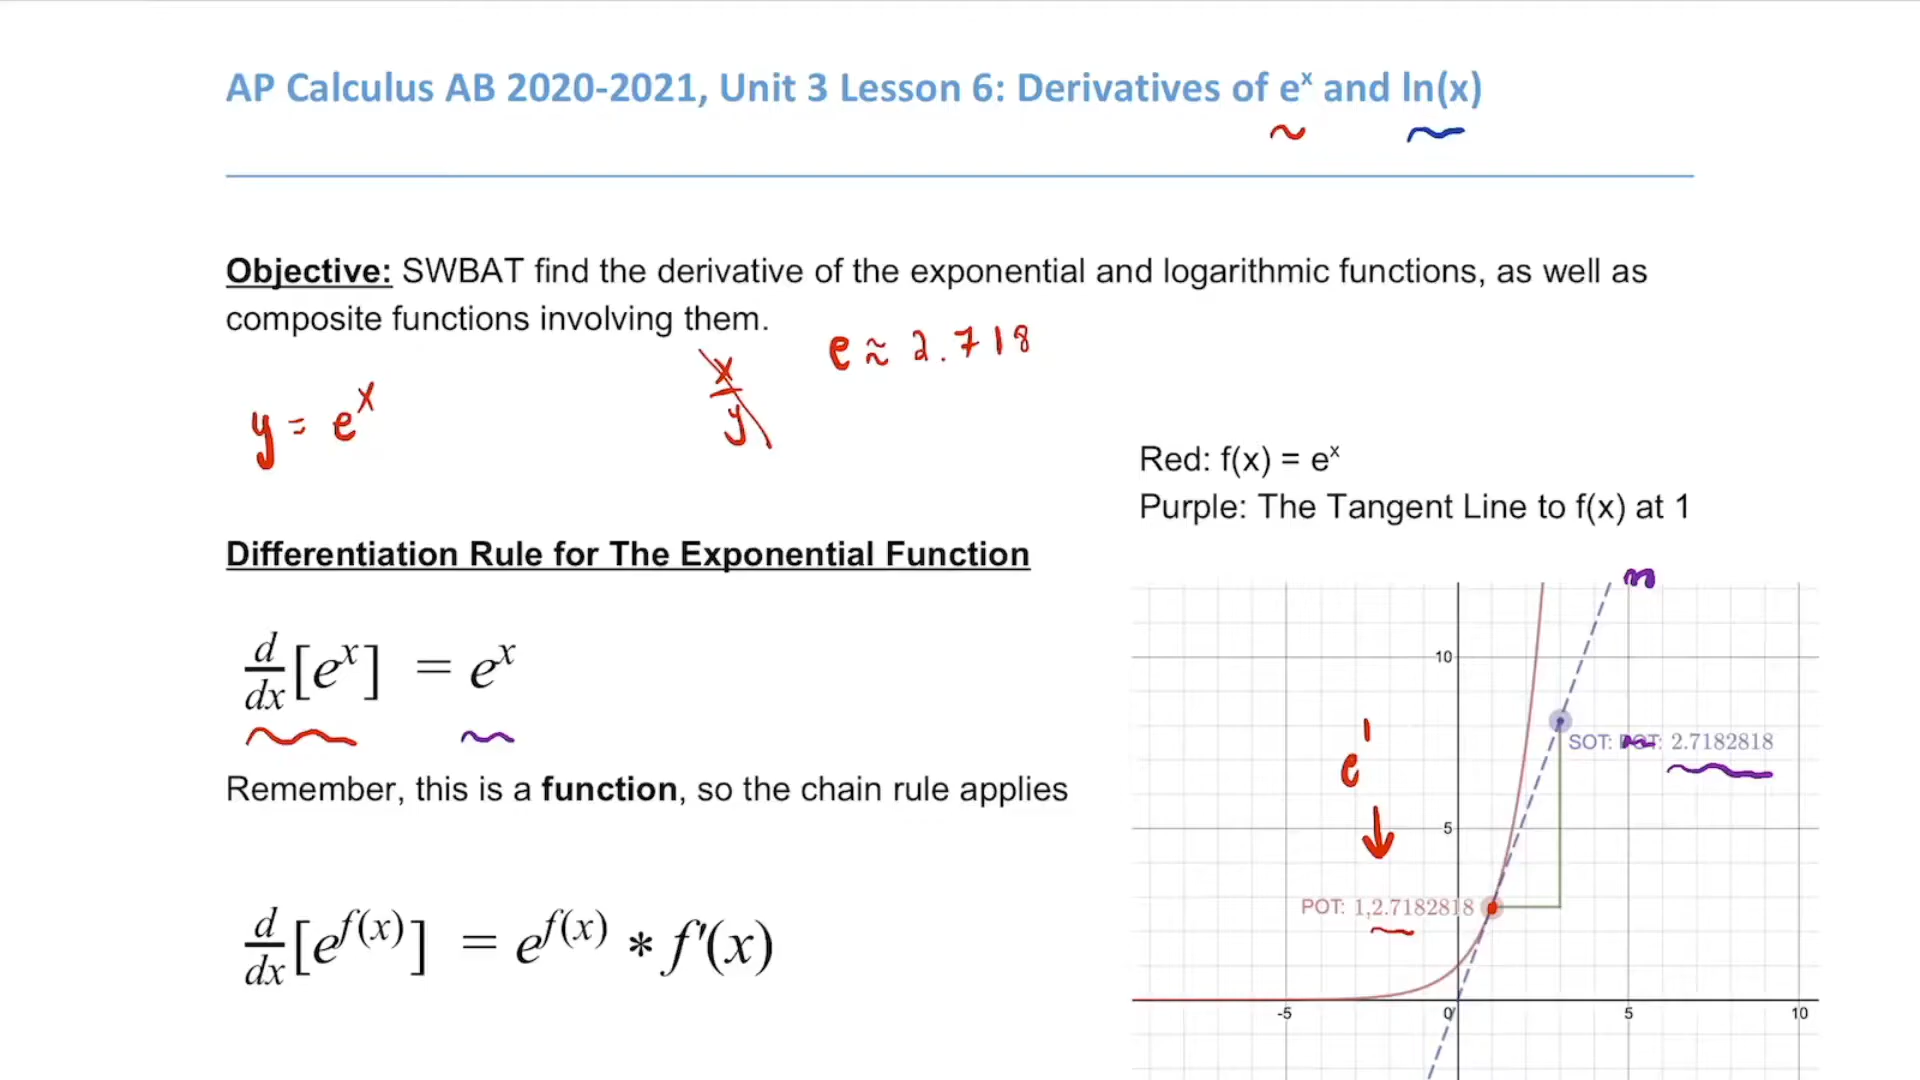 AP Calculus AB 2020-2021, Unit 3 Lesson 6: Derivatives of eˣ and ln(x)
Objective: SWBAT find the derivative of the exponential and logarithmic functions, as well as
composite functions involving them.
e ≈ 2.718
x/y
y = eˣ
Red: f(x) = eˣ
Purple: The Tangent Line to f(x) at 1
Differentiation Rule for The Exponential Function
m
d/dx[eˣ] = eˣ
10
SOT: 2.7182818
e¹
Remember, this is a function, so the chain rule applies
5
POT: 1,2.7182818
d/dx[e^f(x)] = e^f(x) * f'(x)
-5 0 5 10